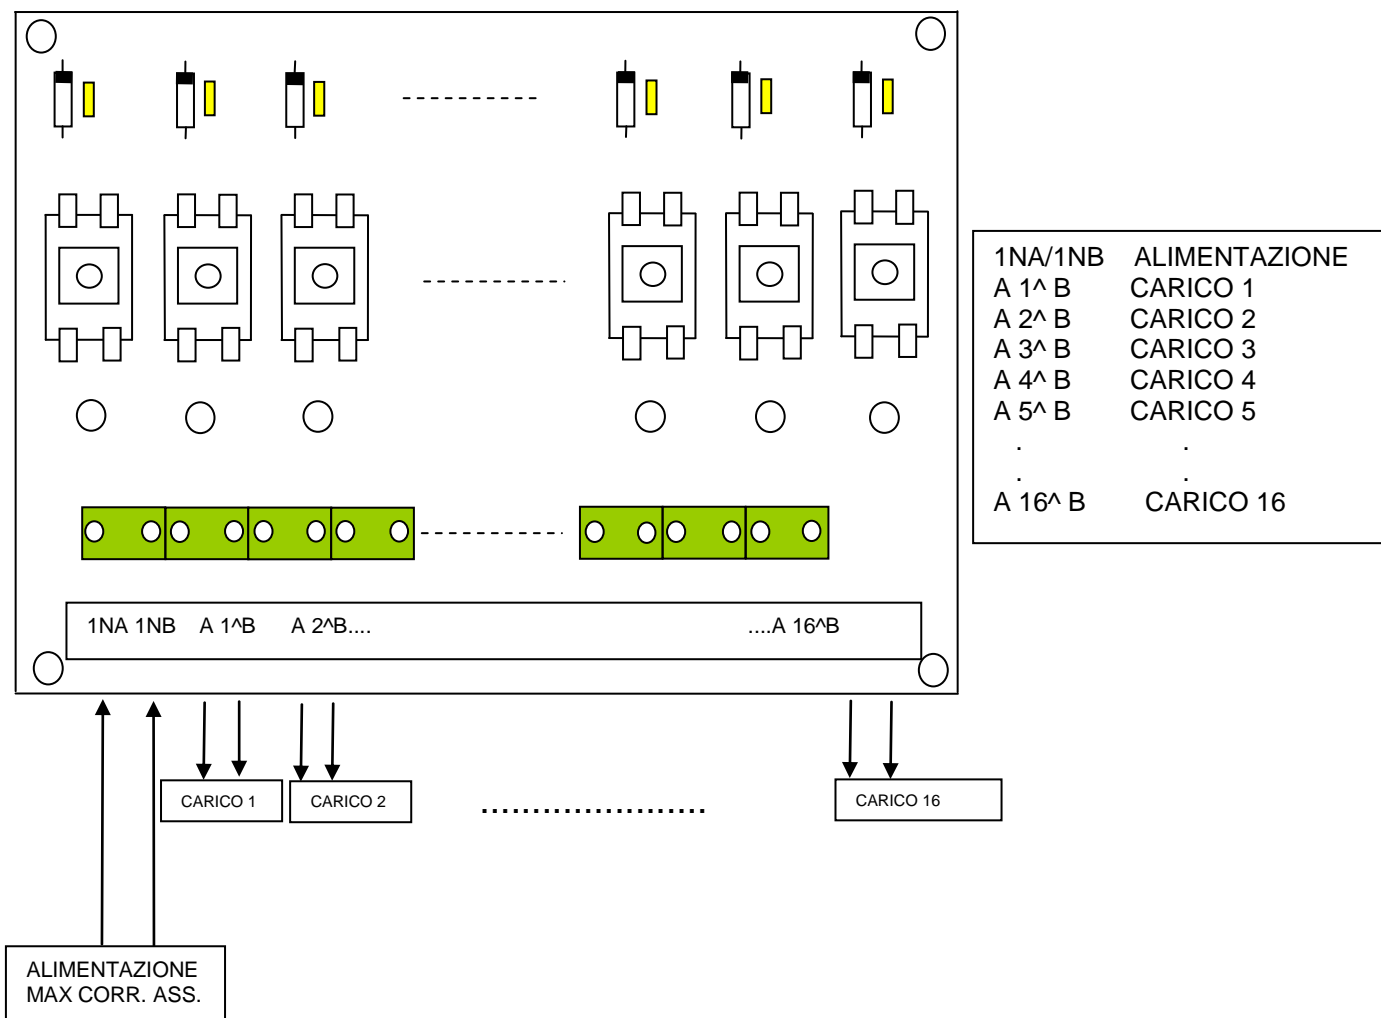 1NA/1NB ALIMENTAZIONE
A 1^ B CARICO 1
A 2^ B CARICO 2
A 3^ B CARICO 3
A 4^ B CARICO 4
A 5^ B CARICO 5
. .
. .
A 16^ B CARICO 16
1NA 1NB A 1^B A 2^B.... ....A 16^B
CARICO 1 CARICO 2 ...................... CARICO 16
ALIMENTAZIONE
MAX CORR. ASS.